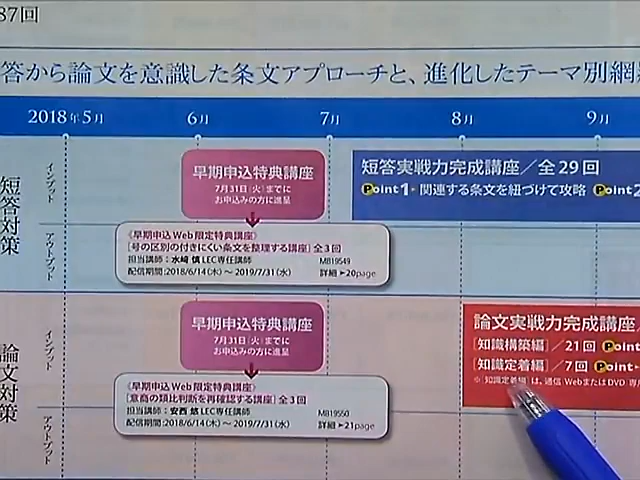 87回
答から論文を意識した条文アプローチと、進化したテーマ別網
2018年5月 6月 7月 8月 9月
短答対策
インプット
アウトプット
早期申込特典講座
7月31日(火)までに
お申込みの方に進呈
短答実戦力完成講座／全29回
Point1 関連する条文を紐づけて攻略 Point2
《早期申込Web限定特典講座》
[号の区別の付きにくい条文を整理する講座]全3回
担当講師：水崎 慎LEC専任講師 MB19549
配信期間:2018/6/14(木)〜2019/7/31(水) 詳細➤20page
論文対策
インプット
アウトプット
早期申込特典講座
7月31日(火)までに
お申込みの方に進呈
論文実戦力完成講座／
[知識構築編]／21回 Point
[知識定着編]／7回 Point
※[知識定着編]は、通信 WebまたはDVD 専
《早期申込Web限定特典講座》
[意商の類比判断を再確認する講座]全3回
担当講師：安西 悠LEC専任講師 MB19550
配信期間:2018/6/14(木)〜2019/7/31(水) 詳細➤21page